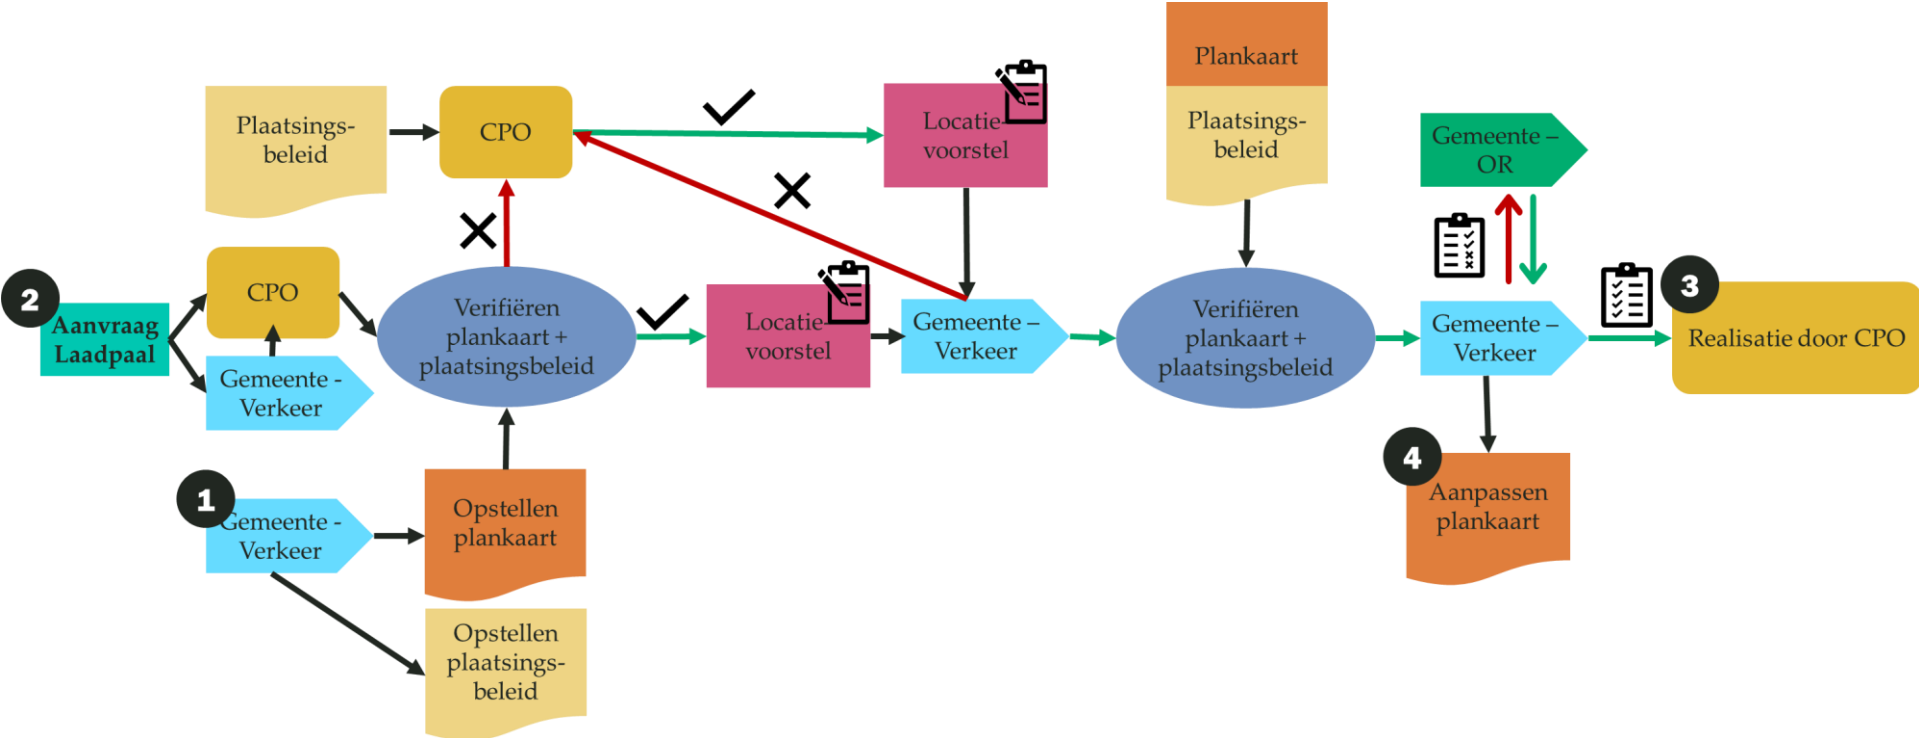 Plaatsings-
beleid
CPO
Locatie-
voorstel
Plankaart
Plaatsings-
beleid
Gemeente –
OR
2
Aanvraag
Laadpaal
CPO
Gemeente -
Verkeer
Verifiëren
plankaart +
plaatsingsbeleid
Locatie-
voorstel
Gemeente –
Verkeer
Verifiëren
plankaart +
plaatsingsbeleid
Gemeente –
Verkeer
3
Realisatie door CPO
1
Gemeente -
Verkeer
Opstellen
plankaart
Opstellen
plaatsings-
beleid
4
Aanpassen
plankaart